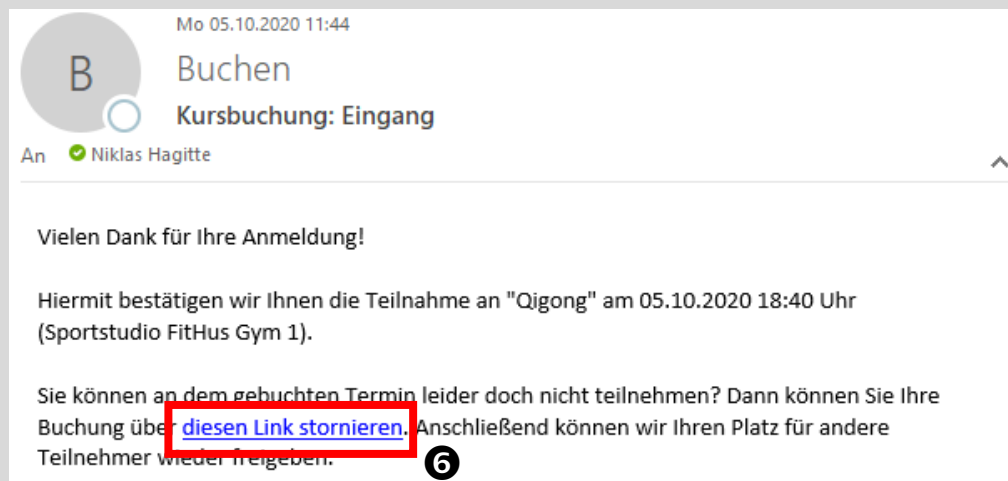 Mo 05.10.2020 11:44
B
Buchen
Kursbuchung: Eingang
An Niklas Hagitte
Vielen Dank für Ihre Anmeldung!
Hiermit bestätigen wir Ihnen die Teilnahme an "Qigong" am 05.10.2020 18:40 Uhr
(Sportstudio FitHus Gym 1).
Sie können an dem gebuchten Termin leider doch nicht teilnehmen? Dann können Sie Ihre
Buchung über diesen Link stornieren. Anschließend können wir Ihren Platz für andere
Teilnehmer wieder freigeben.
❻